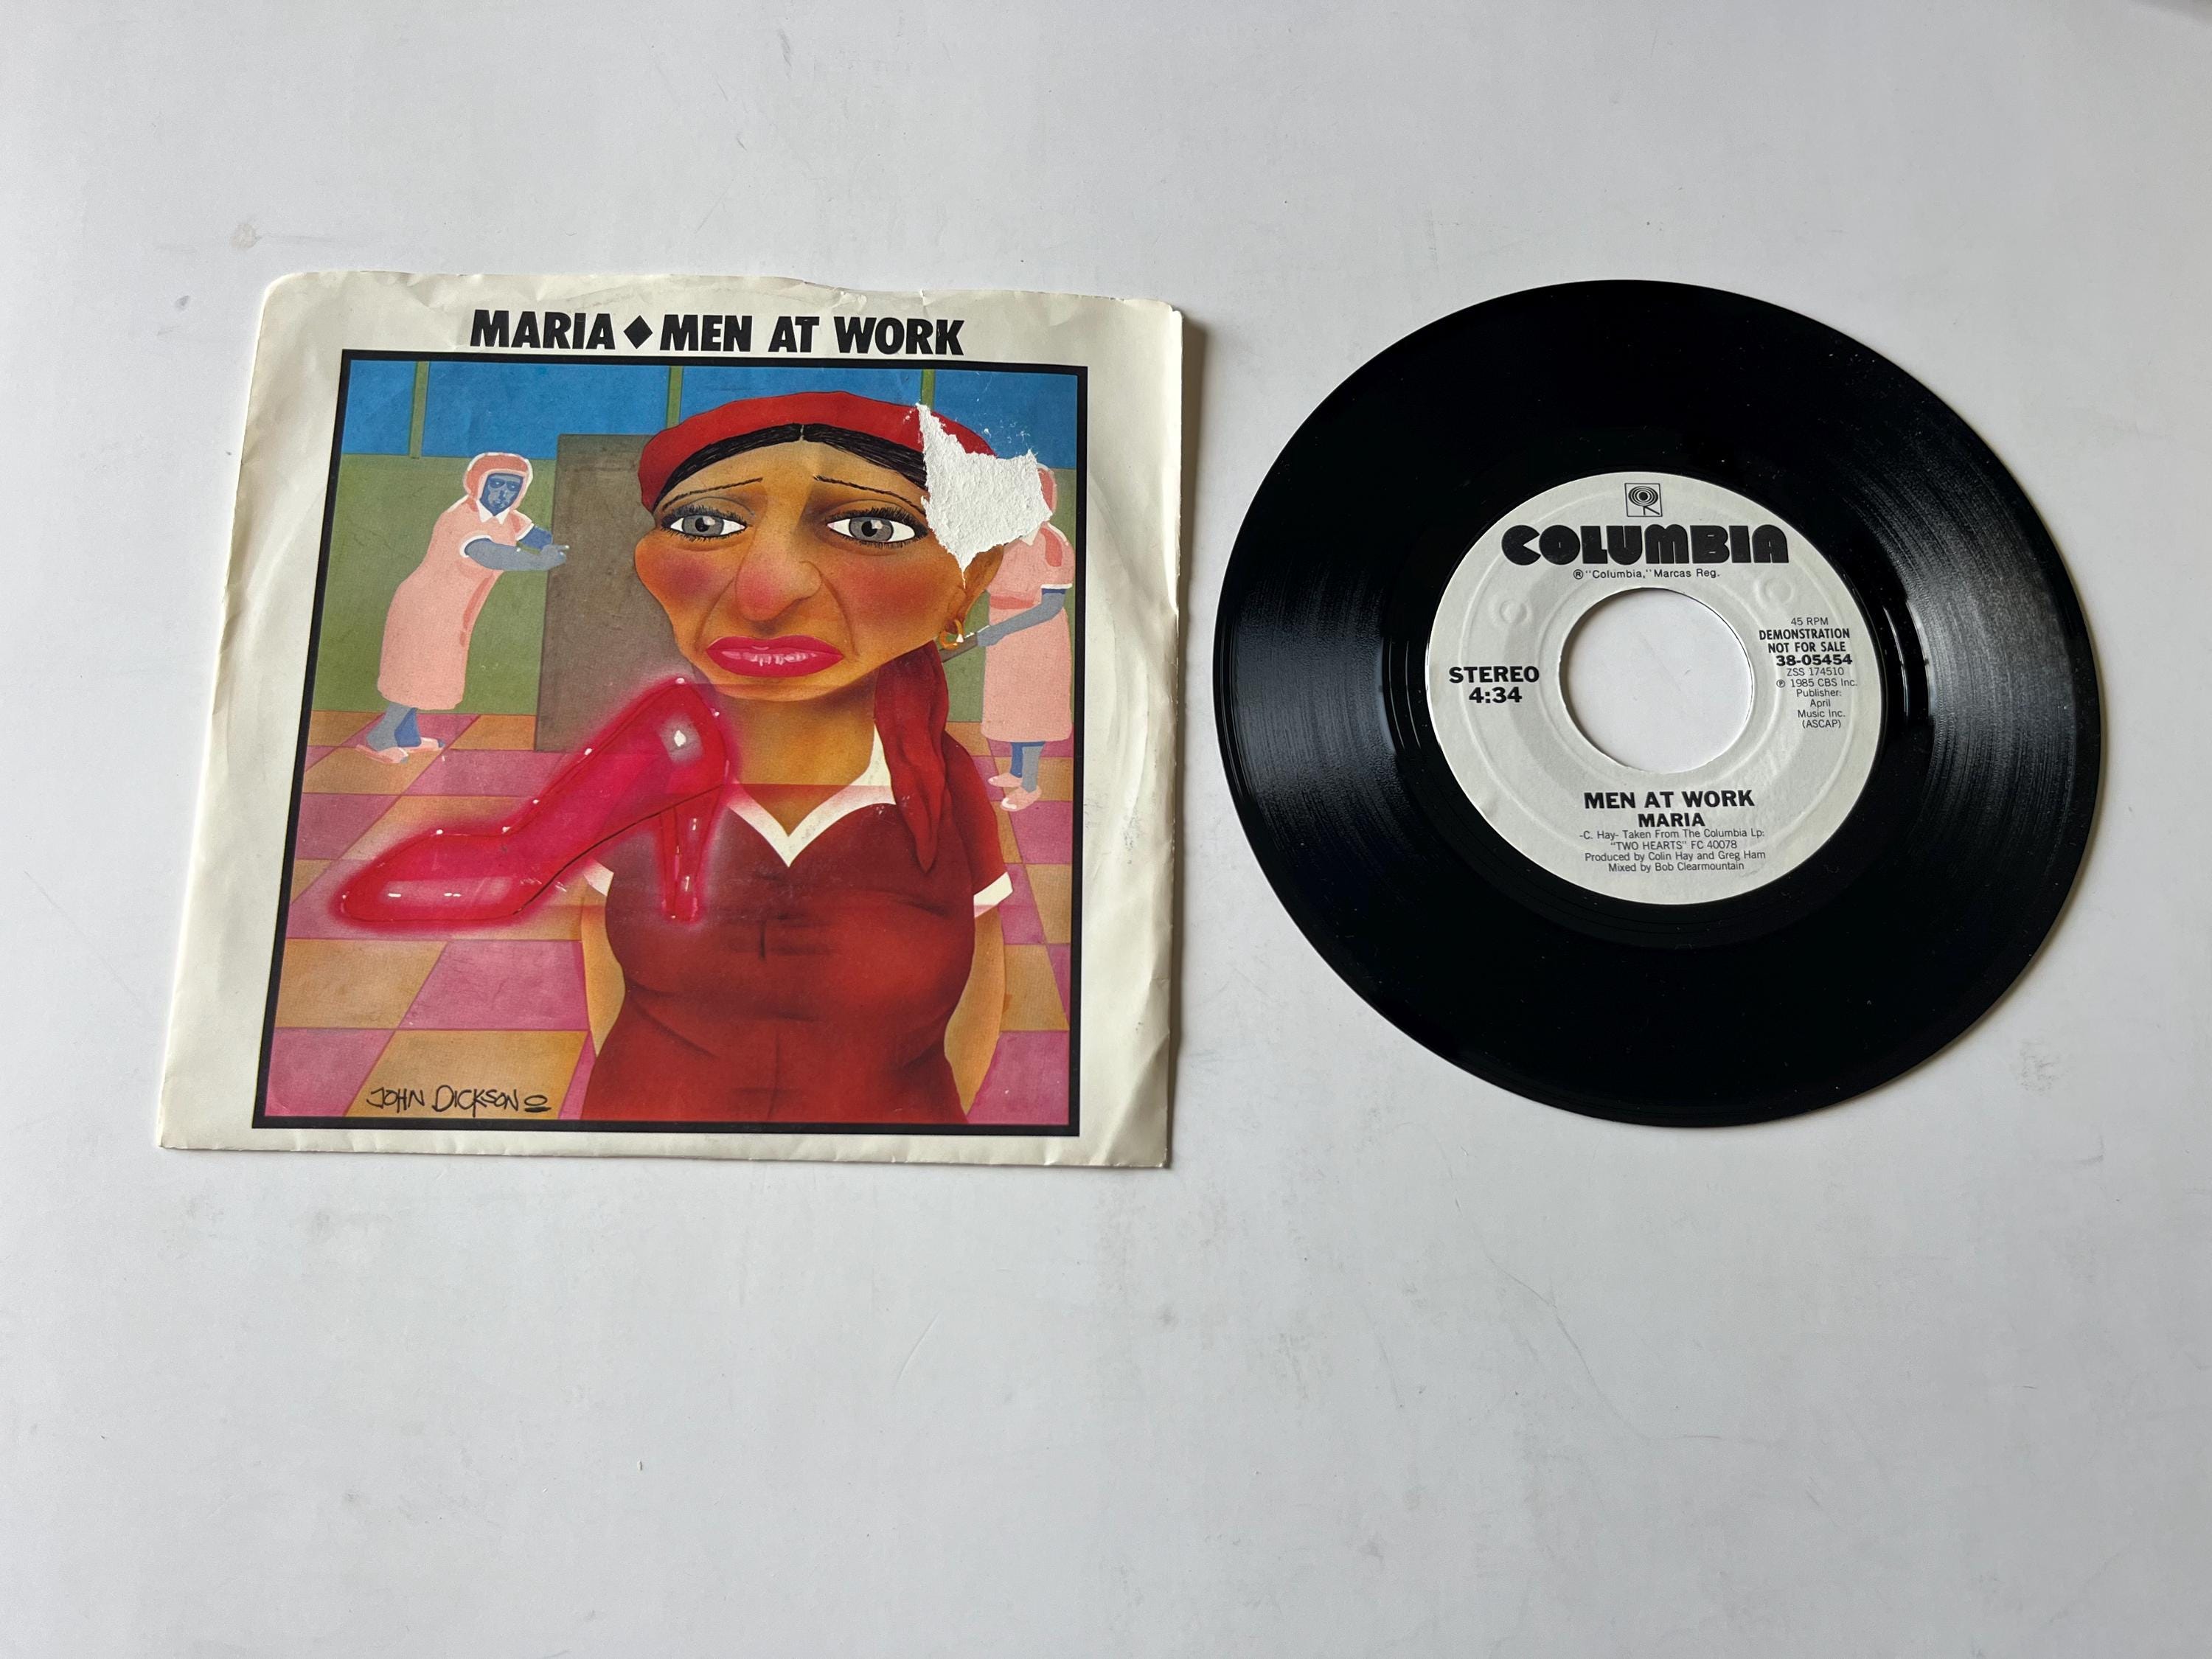 MARIA ♦ MEN AT WORK
JOHN DICKSON
COLUMBIA
® "Columbia," Marcas Reg.
STEREO
4:34
45 RPM
DEMONSTRATION
NOT FOR SALE
38-05454
ZSS 174510
℗ 1985 CBS Inc.
Publisher:
April
Music Inc.
(ASCAP)
MEN AT WORK
MARIA
-C. Hay- Taken From The Columbia Lp:
"TWO HEARTS" FC 40078
Produced by Colin Hay and Greg Ham
Mixed by Bob Clearmountain